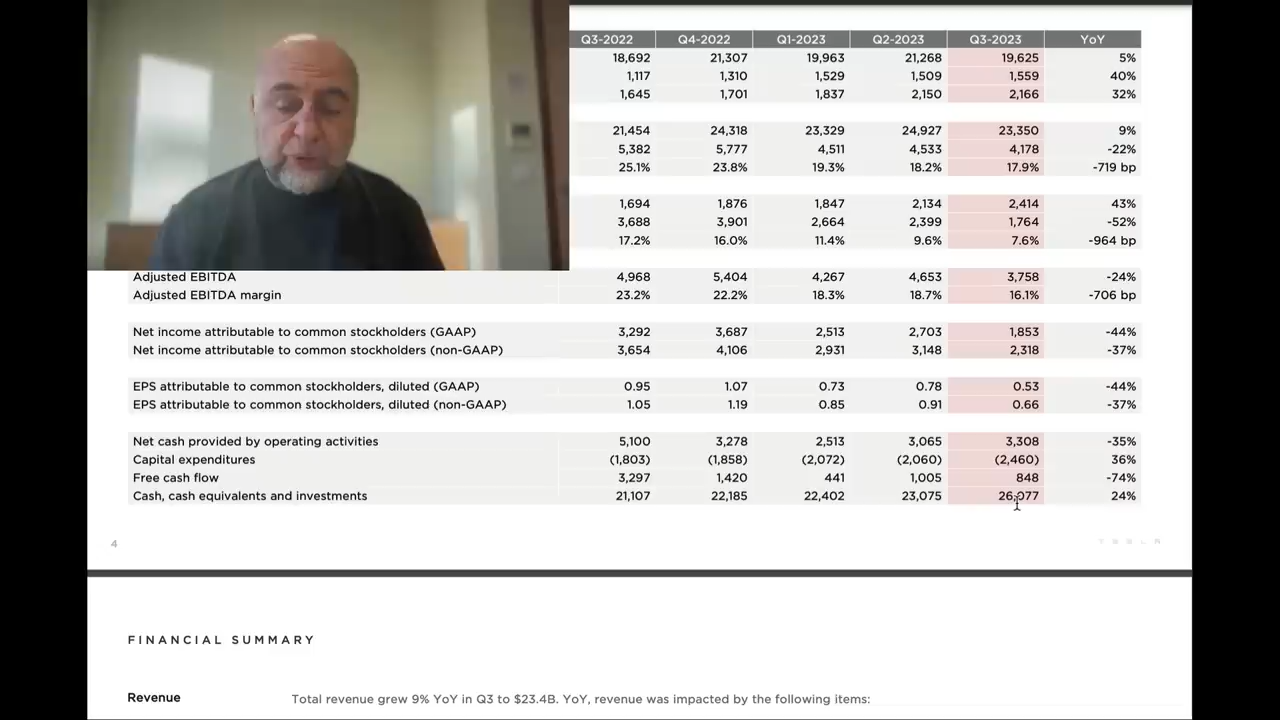 Q3-2022 Q4-2022 Q1-2023 Q2-2023 Q3-2023 YoY
18,692 21,307 19,963 21,268 19,625 5%
1,117 1,310 1,529 1,509 1,559 40%
1,645 1,701 1,837 2,150 2,166 32%
21,454 24,318 23,329 24,927 23,350 9%
5,382 5,777 4,511 4,533 4,178 -22%
25.1% 23.8% 19.3% 18.2% 17.9% -719 bp
1,694 1,876 1,847 2,134 2,414 43%
3,688 3,901 2,664 2,399 1,764 -52%
17.2% 16.0% 11.4% 9.6% 7.6% -964 bp
Adjusted EBITDA 4,968 5,404 4,267 4,653 3,758 -24%
Adjusted EBITDA margin 23.2% 22.2% 18.3% 18.7% 16.1% -706 bp
Net income attributable to common stockholders (GAAP) 3,292 3,687 2,513 2,703 1,853 -44%
Net income attributable to common stockholders (non-GAAP) 3,654 4,106 2,931 3,148 2,318 -37%
EPS attributable to common stockholders, diluted (GAAP) 0.95 1.07 0.73 0.78 0.53 -44%
EPS attributable to common stockholders, diluted (non-GAAP) 1.05 1.19 0.85 0.91 0.66 -37%
Net cash provided by operating activities 5,100 3,278 2,513 3,065 3,308 -35%
Capital expenditures (1,803) (1,858) (2,072) (2,060) (2,460) 36%
Free cash flow 3,297 1,420 441 1,005 848 -74%
Cash, cash equivalents and investments 21,107 22,185 22,402 23,075 26,077 24%
4 TESLA
FINANCIAL SUMMARY
Revenue Total revenue grew 9% YoY in Q3 to $23.4B. YoY, revenue was impacted by the following items: